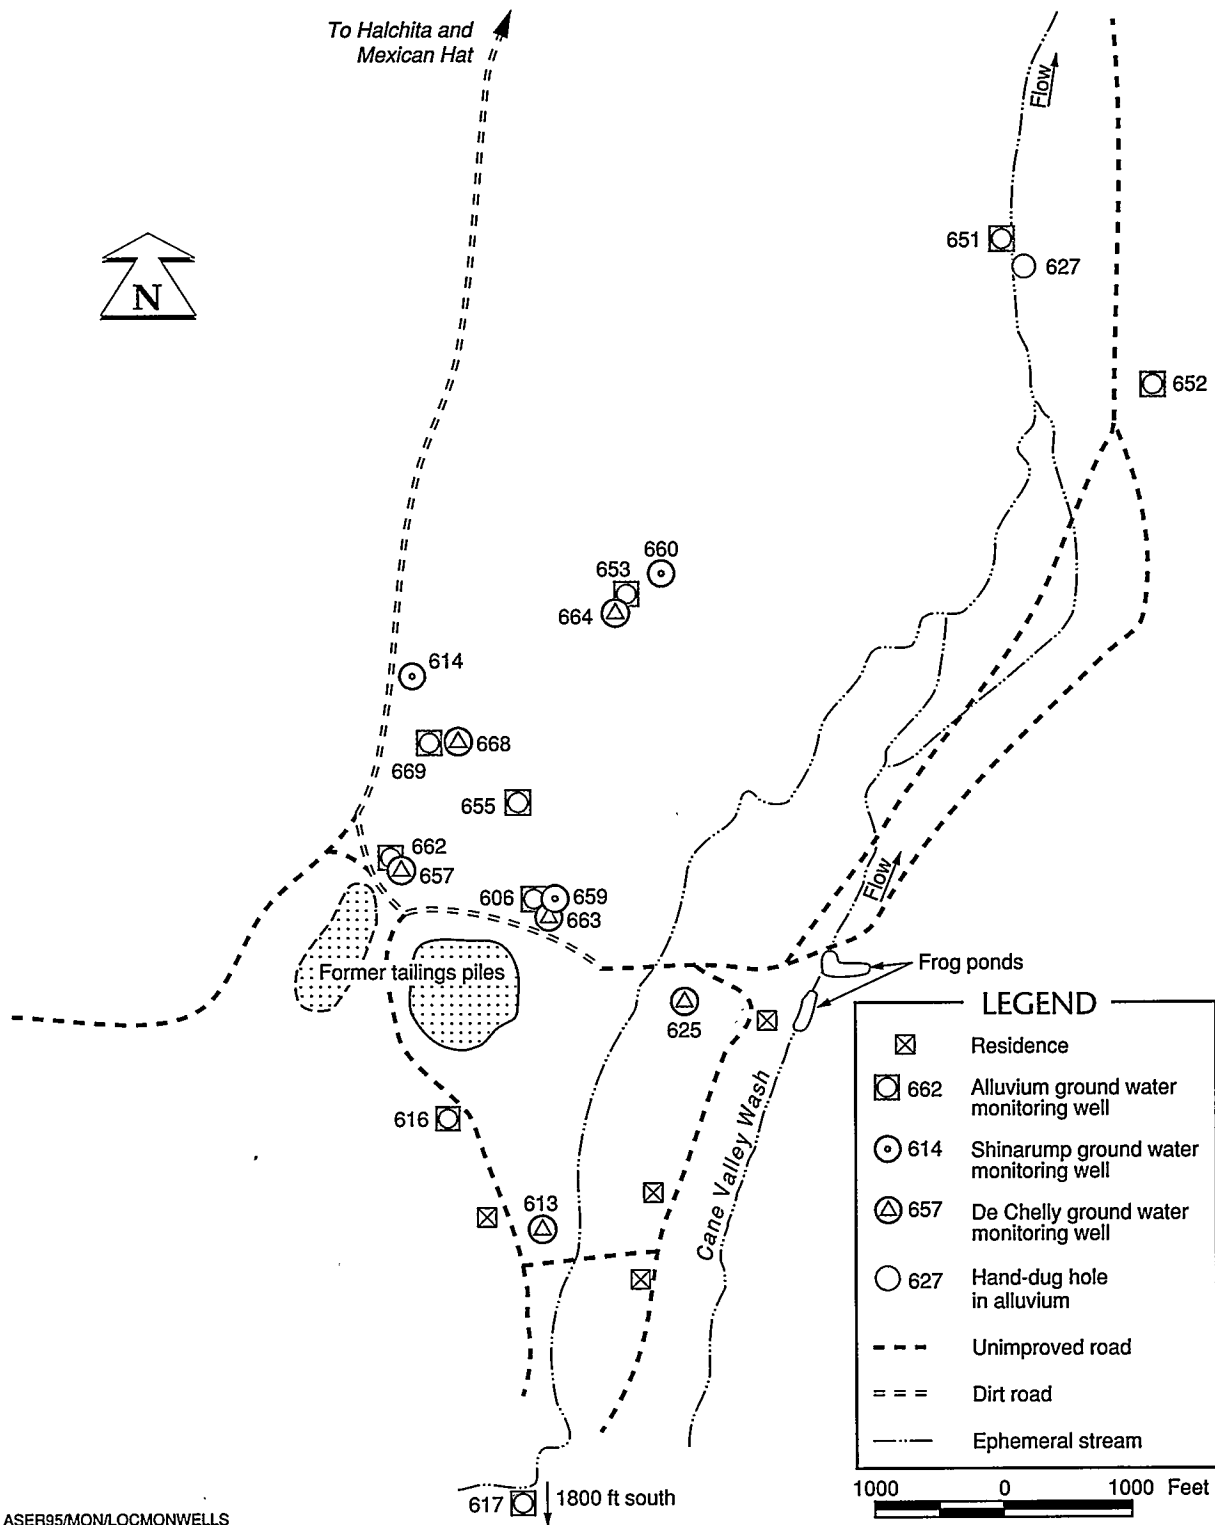 To Halchita and
Mexican Hat
Flow
N
651
627
652
660
653
664
614
668
669
655
662
657
606
659
663
Flow
Former tailings piles
Frog ponds
625
616
613
Cane Valley Wash
617
1800 ft south
LEGEND
Residence
662 Alluvium ground water
monitoring well
614 Shinarump ground water
monitoring well
657 De Chelly ground water
monitoring well
627 Hand-dug hole
in alluvium
Unimproved road
Dirt road
Ephemeral stream
1000 0 1000 Feet
ASER95/MON/LOCMONWELLS